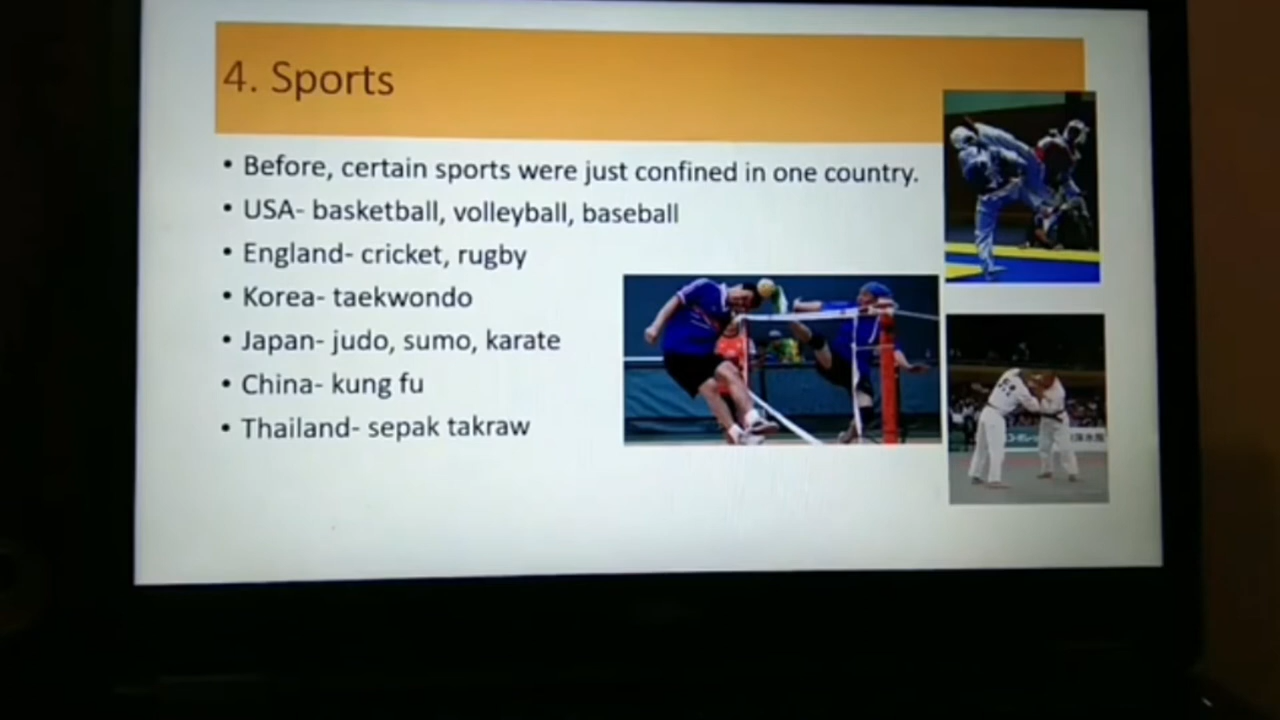 4. Sports
• Before, certain sports were just confined in one country.
• USA- basketball, volleyball, baseball
• England- cricket, rugby
• Korea- taekwondo
• Japan- judo, sumo, karate
• China- kung fu
• Thailand- sepak takraw